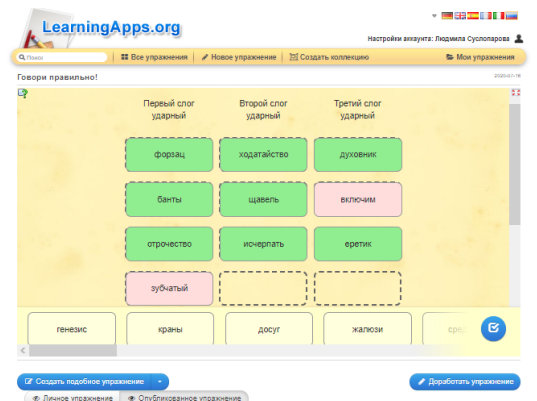 LearningApps.org
Настройки аккаунта: Людмила Суслопарова
Поиск
Все упражнения
Новое упражнение
Создать коллекцию
Мои упражнения
Говори правильно!
2020-07-16
Первый слог ударный
Второй слог ударный
Третий слог ударный
форзац ходатайство духовник
банты щавель включим
отрочество исчерпать еретик
зубчатый
генезис краны досуг жалюзи
Создать подобное упражнение
Доработать упражнение
Личное упражнение
Опубликованное упражнение